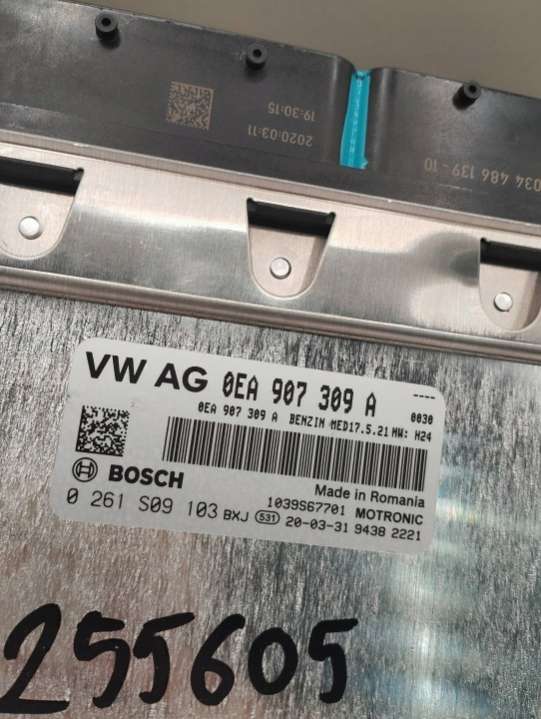 19:30:15
2020:03:11
034 486 139-10
VW AG 0EA 907 309 A ----
0EA 907 309 A BENZIN MED17.5.21 HW: H24 0030
BOSCH
Made in Romania
1039S67701 MOTRONIC
0 261 S09 103 BXJ 531 20-03-31 9438 2221
255605